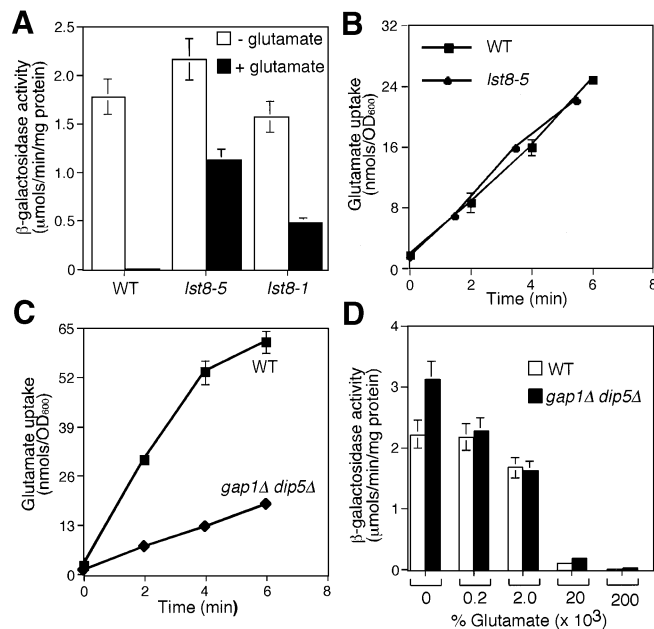 A
- glutamate
+ glutamate
β-galactosidase activity
(μmols/min/mg protein)
2.5
2.0
1.5
1.0
0.5
0
WT
lst8-5
lst8-1
B
WT
lst8-5
Glutamate uptake
(nmols/OD600)
32
24
16
8
0
0
2
4
6
8
Time (min)
C
Glutamate uptake
(nmols/OD600)
65
52
39
26
13
0
WT
gap1Δ dip5Δ
0
2
4
6
8
Time (min)
D
WT
gap1Δ dip5Δ
β-galactosidase activity
(μmols/min/mg protein)
4
3
2
1
0
0
0.2
2.0
20
200
% Glutamate (x 10³)